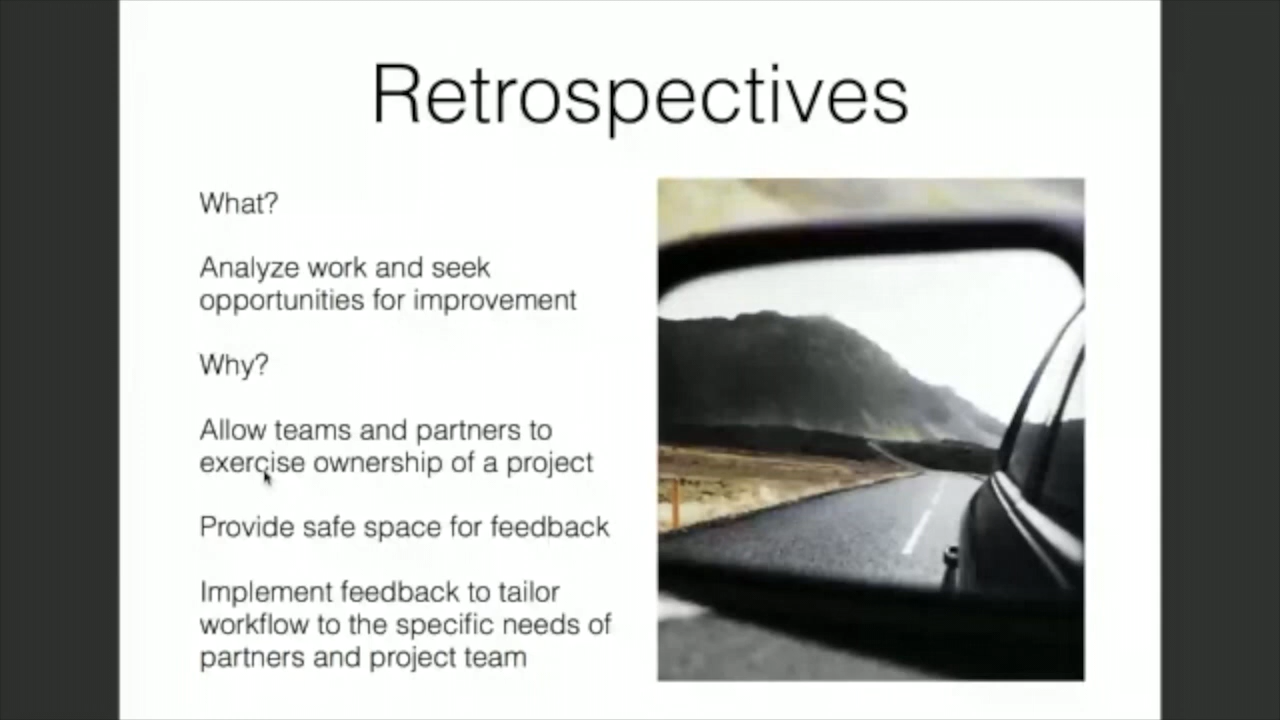 Retrospectives
What?
Analyze work and seek
opportunities for improvement
Why?
Allow teams and partners to
exercise ownership of a project
Provide safe space for feedback
Implement feedback to tailor
workflow to the specific needs of
partners and project team